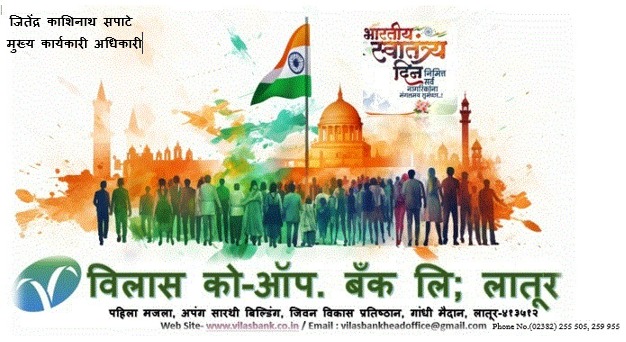 जितेंद्र काशिनाथ सपाटे
मुख्य कार्यकारी अधिकारी
भारतीय
स्वातंत्र्य
दिन
निमित्त
सर्व
नागरिकांना
मंगलमय शुभेच्छा..!
विलास को-ऑप. बँक लि; लातूर
पहिला मजला, अपंग सारथी बिल्डिंग, जिवन विकास प्रतिष्ठान, गांधी मैदान, लातूर-४१३५१२
Web Site- www.vilasbank.co.in / Email : vilasbankheadoffice@gmail.com Phone No.(02382) 255 505, 259 955